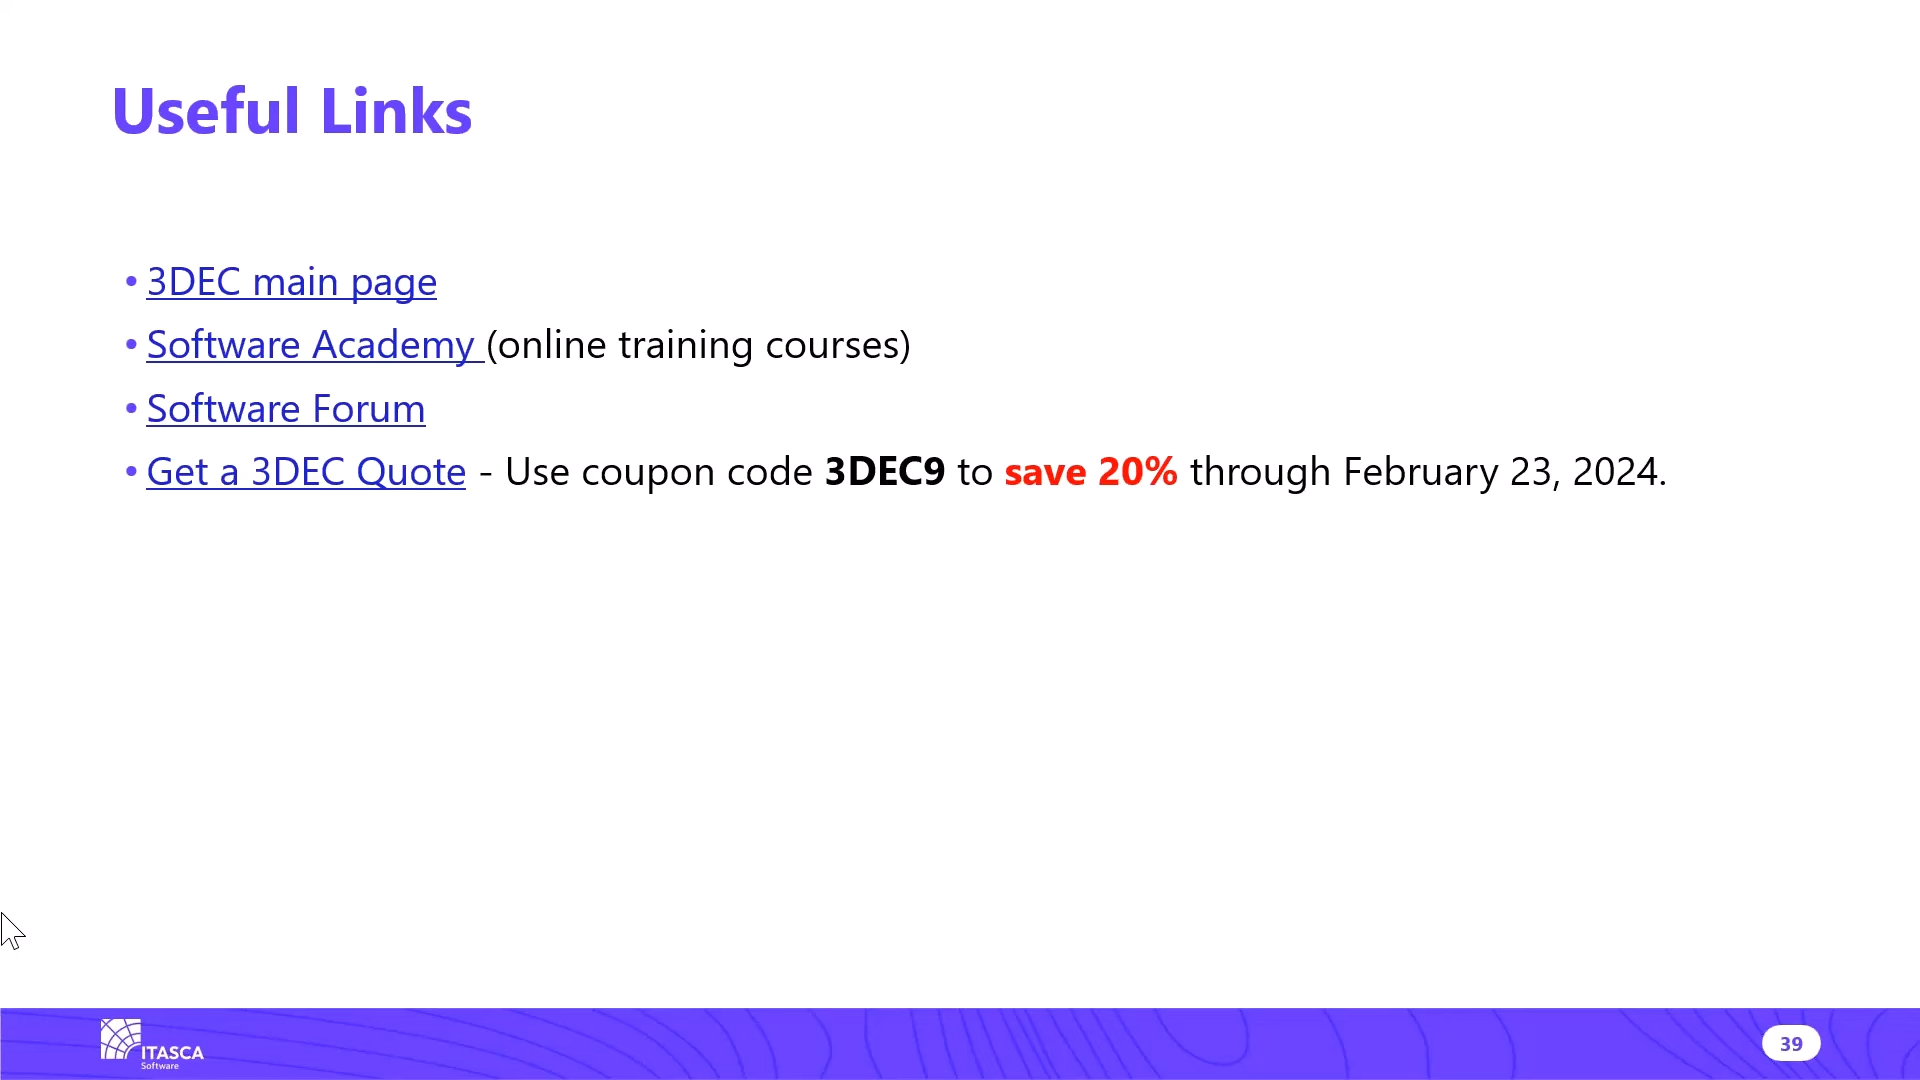 Useful Links
• 3DEC main page
• Software Academy (online training courses)
• Software Forum
• Get a 3DEC Quote - Use coupon code 3DEC9 to save 20% through February 23, 2024.
ITASCA
Software
39